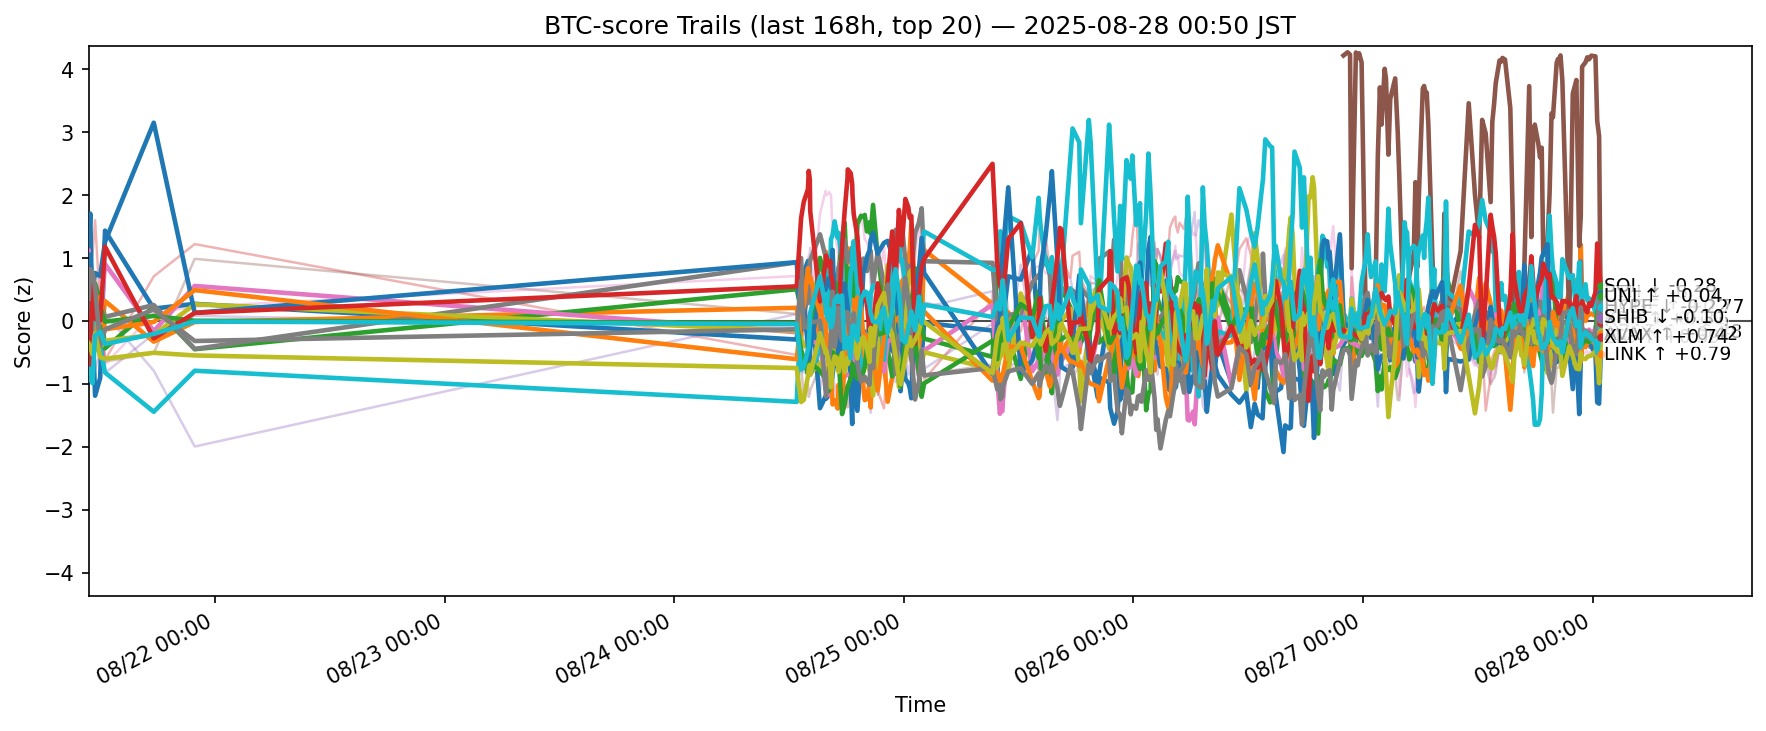 BTC-score Trails (last 168h, top 20) — 2025-08-28 00:50 JST
Score (z)
4
3
2
1
0
−1
−2
−3
−4
SOL ↓ -0.28
UNI ↑ +0.04
HYPE
SHIB ↓ -0.10
XLM ↑ +0.74
LINK ↑ +0.79
08/22 00:00
08/23 00:00
08/24 00:00
08/25 00:00
08/26 00:00
08/27 00:00
08/28 00:00
Time